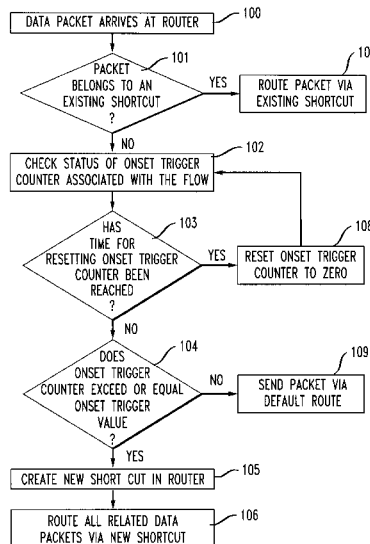 DATA PACKET ARRIVES AT ROUTER
100
PACKET
BELONGS TO AN
EXISTING SHORTCUT
?
101
YES
ROUTE PACKET VIA
EXISTING SHORTCUT
NO
CHECK STATUS OF ONSET TRIGGER
COUNTER ASSOCIATED WITH THE FLOW
102
HAS
TIME FOR
RESETTING ONSET TRIGGER
COUNTER BEEN
REACHED
?
103
YES
RESET ONSET TRIGGER
COUNTER TO ZERO
108
NO
DOES
ONSET TRIGGER
COUNTER EXCEED OR EQUAL
ONSET TRIGGER
VALUE
?
104
NO
SEND PACKET VIA
DEFAULT ROUTE
109
YES
CREATE NEW SHORT CUT IN ROUTER
105
ROUTE ALL RELATED DATA
PACKETS VIA NEW SHORTCUT
106